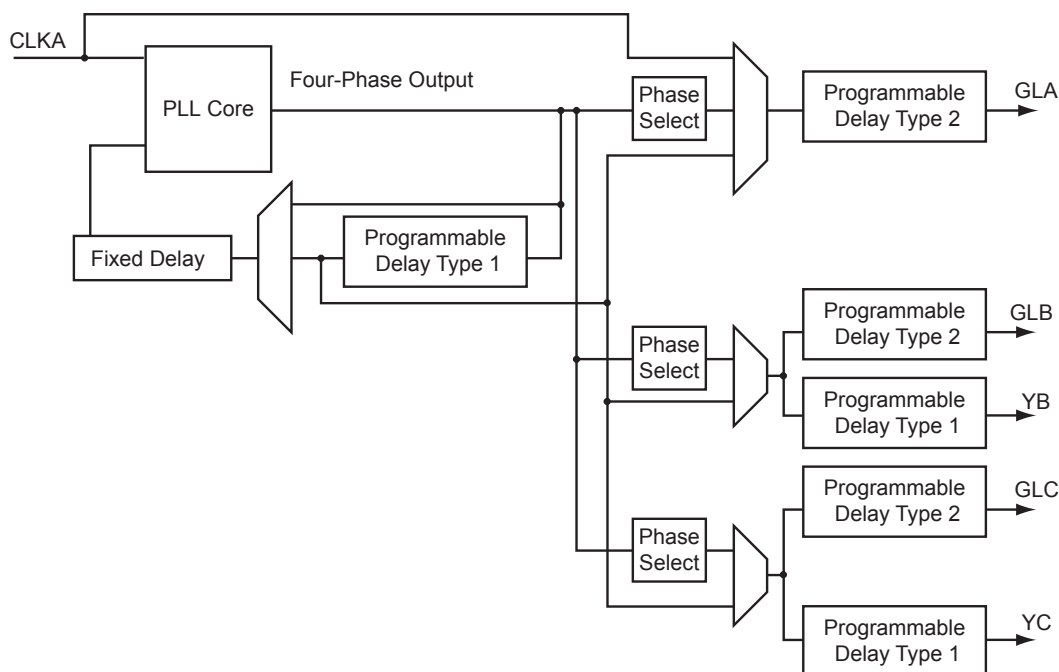 CLKA
PLL Core
Four-Phase Output
Phase
Select
Programmable
Delay Type 2
GLA
Fixed Delay
Programmable
Delay Type 1
Phase
Select
Programmable
Delay Type 2
GLB
Programmable
Delay Type 1
YB
Phase
Select
Programmable
Delay Type 2
GLC
Programmable
Delay Type 1
YC